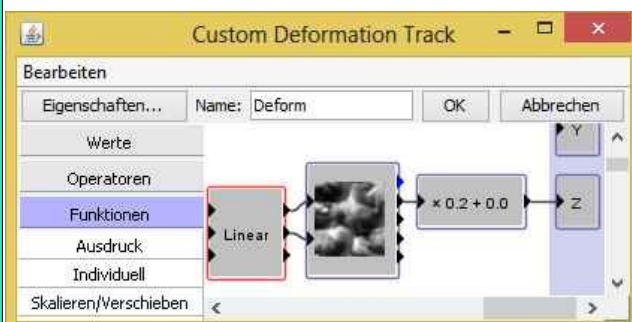 Custom Deformation Track
Bearbeiten
Eigenschaften... Name: Deform OK Abbrechen
Werte
Operatoren
Funktionen
Ausdruck
Individuell
Skalieren/Verschieben
Linear
× 0.2 + 0.0
Y
Z